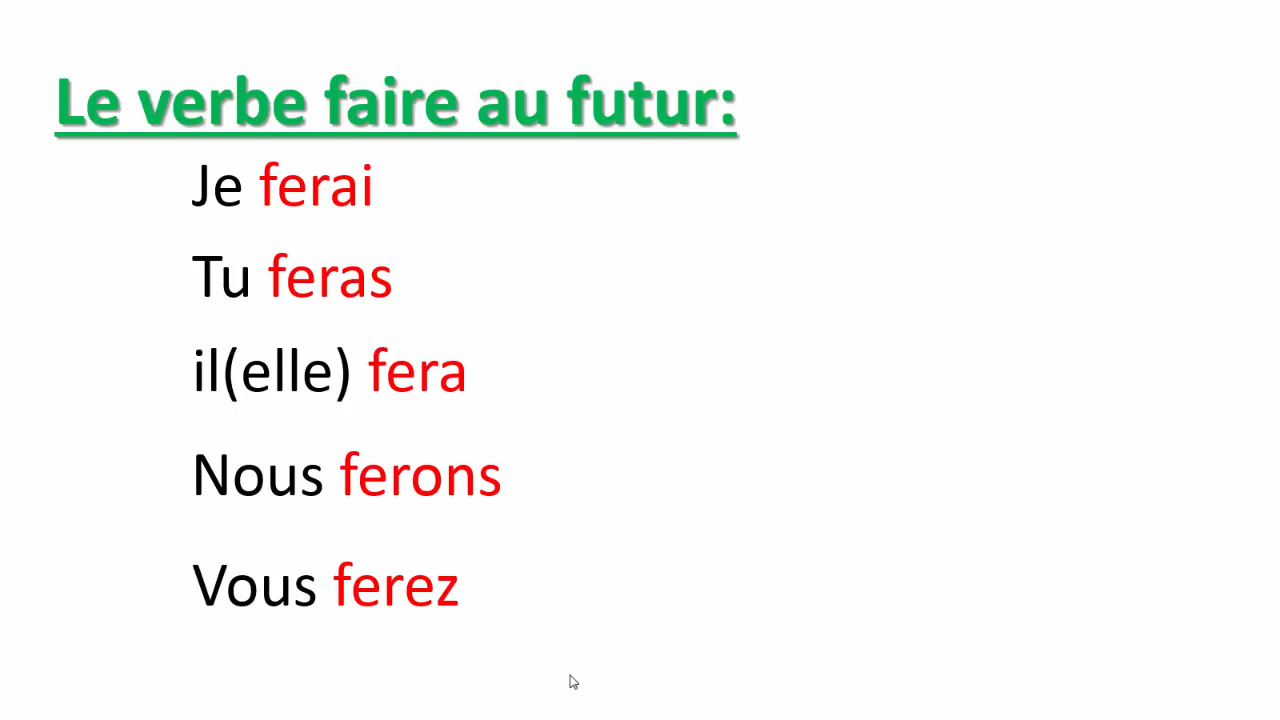 Le verbe faire au futur:
Je ferai
Tu feras
il(elle) fera
Nous ferons
Vous ferez